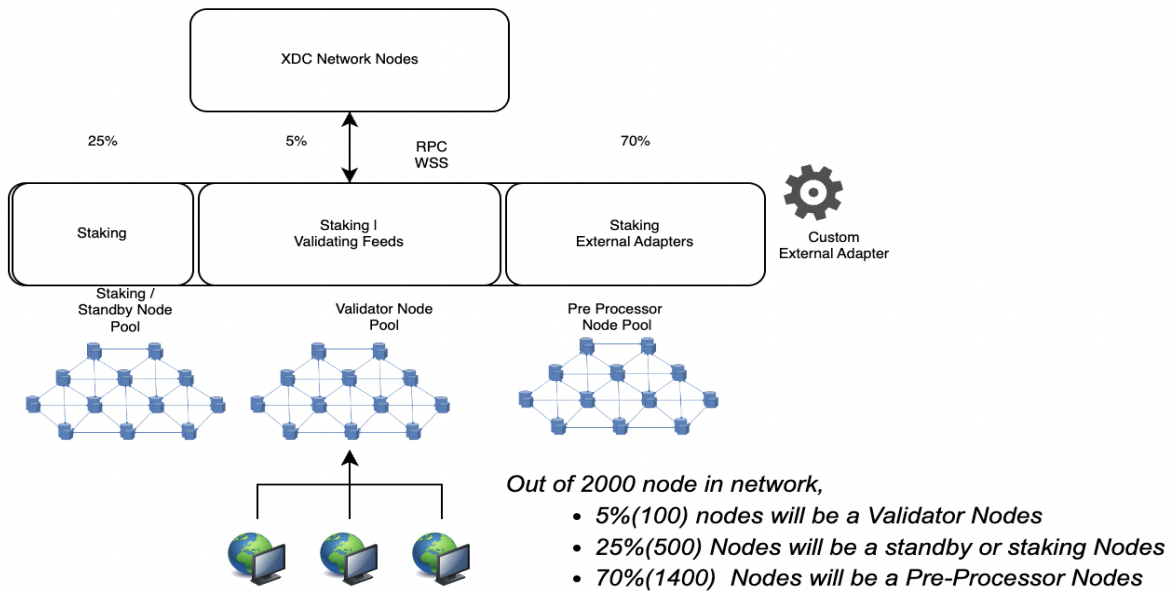 XDC Network Nodes
25%
5%
RPC
WSS
70%
Staking
Staking |
Validating Feeds
Staking
External Adapters
Custom
External Adapter
Staking /
Standby Node
Pool
Validator Node
Pool
Pre Processor
Node Pool
Out of 2000 node in network,
• 5%(100) nodes will be a Validator Nodes
• 25%(500) Nodes will be a standby or staking Nodes
• 70%(1400) Nodes will be a Pre-Processor Nodes